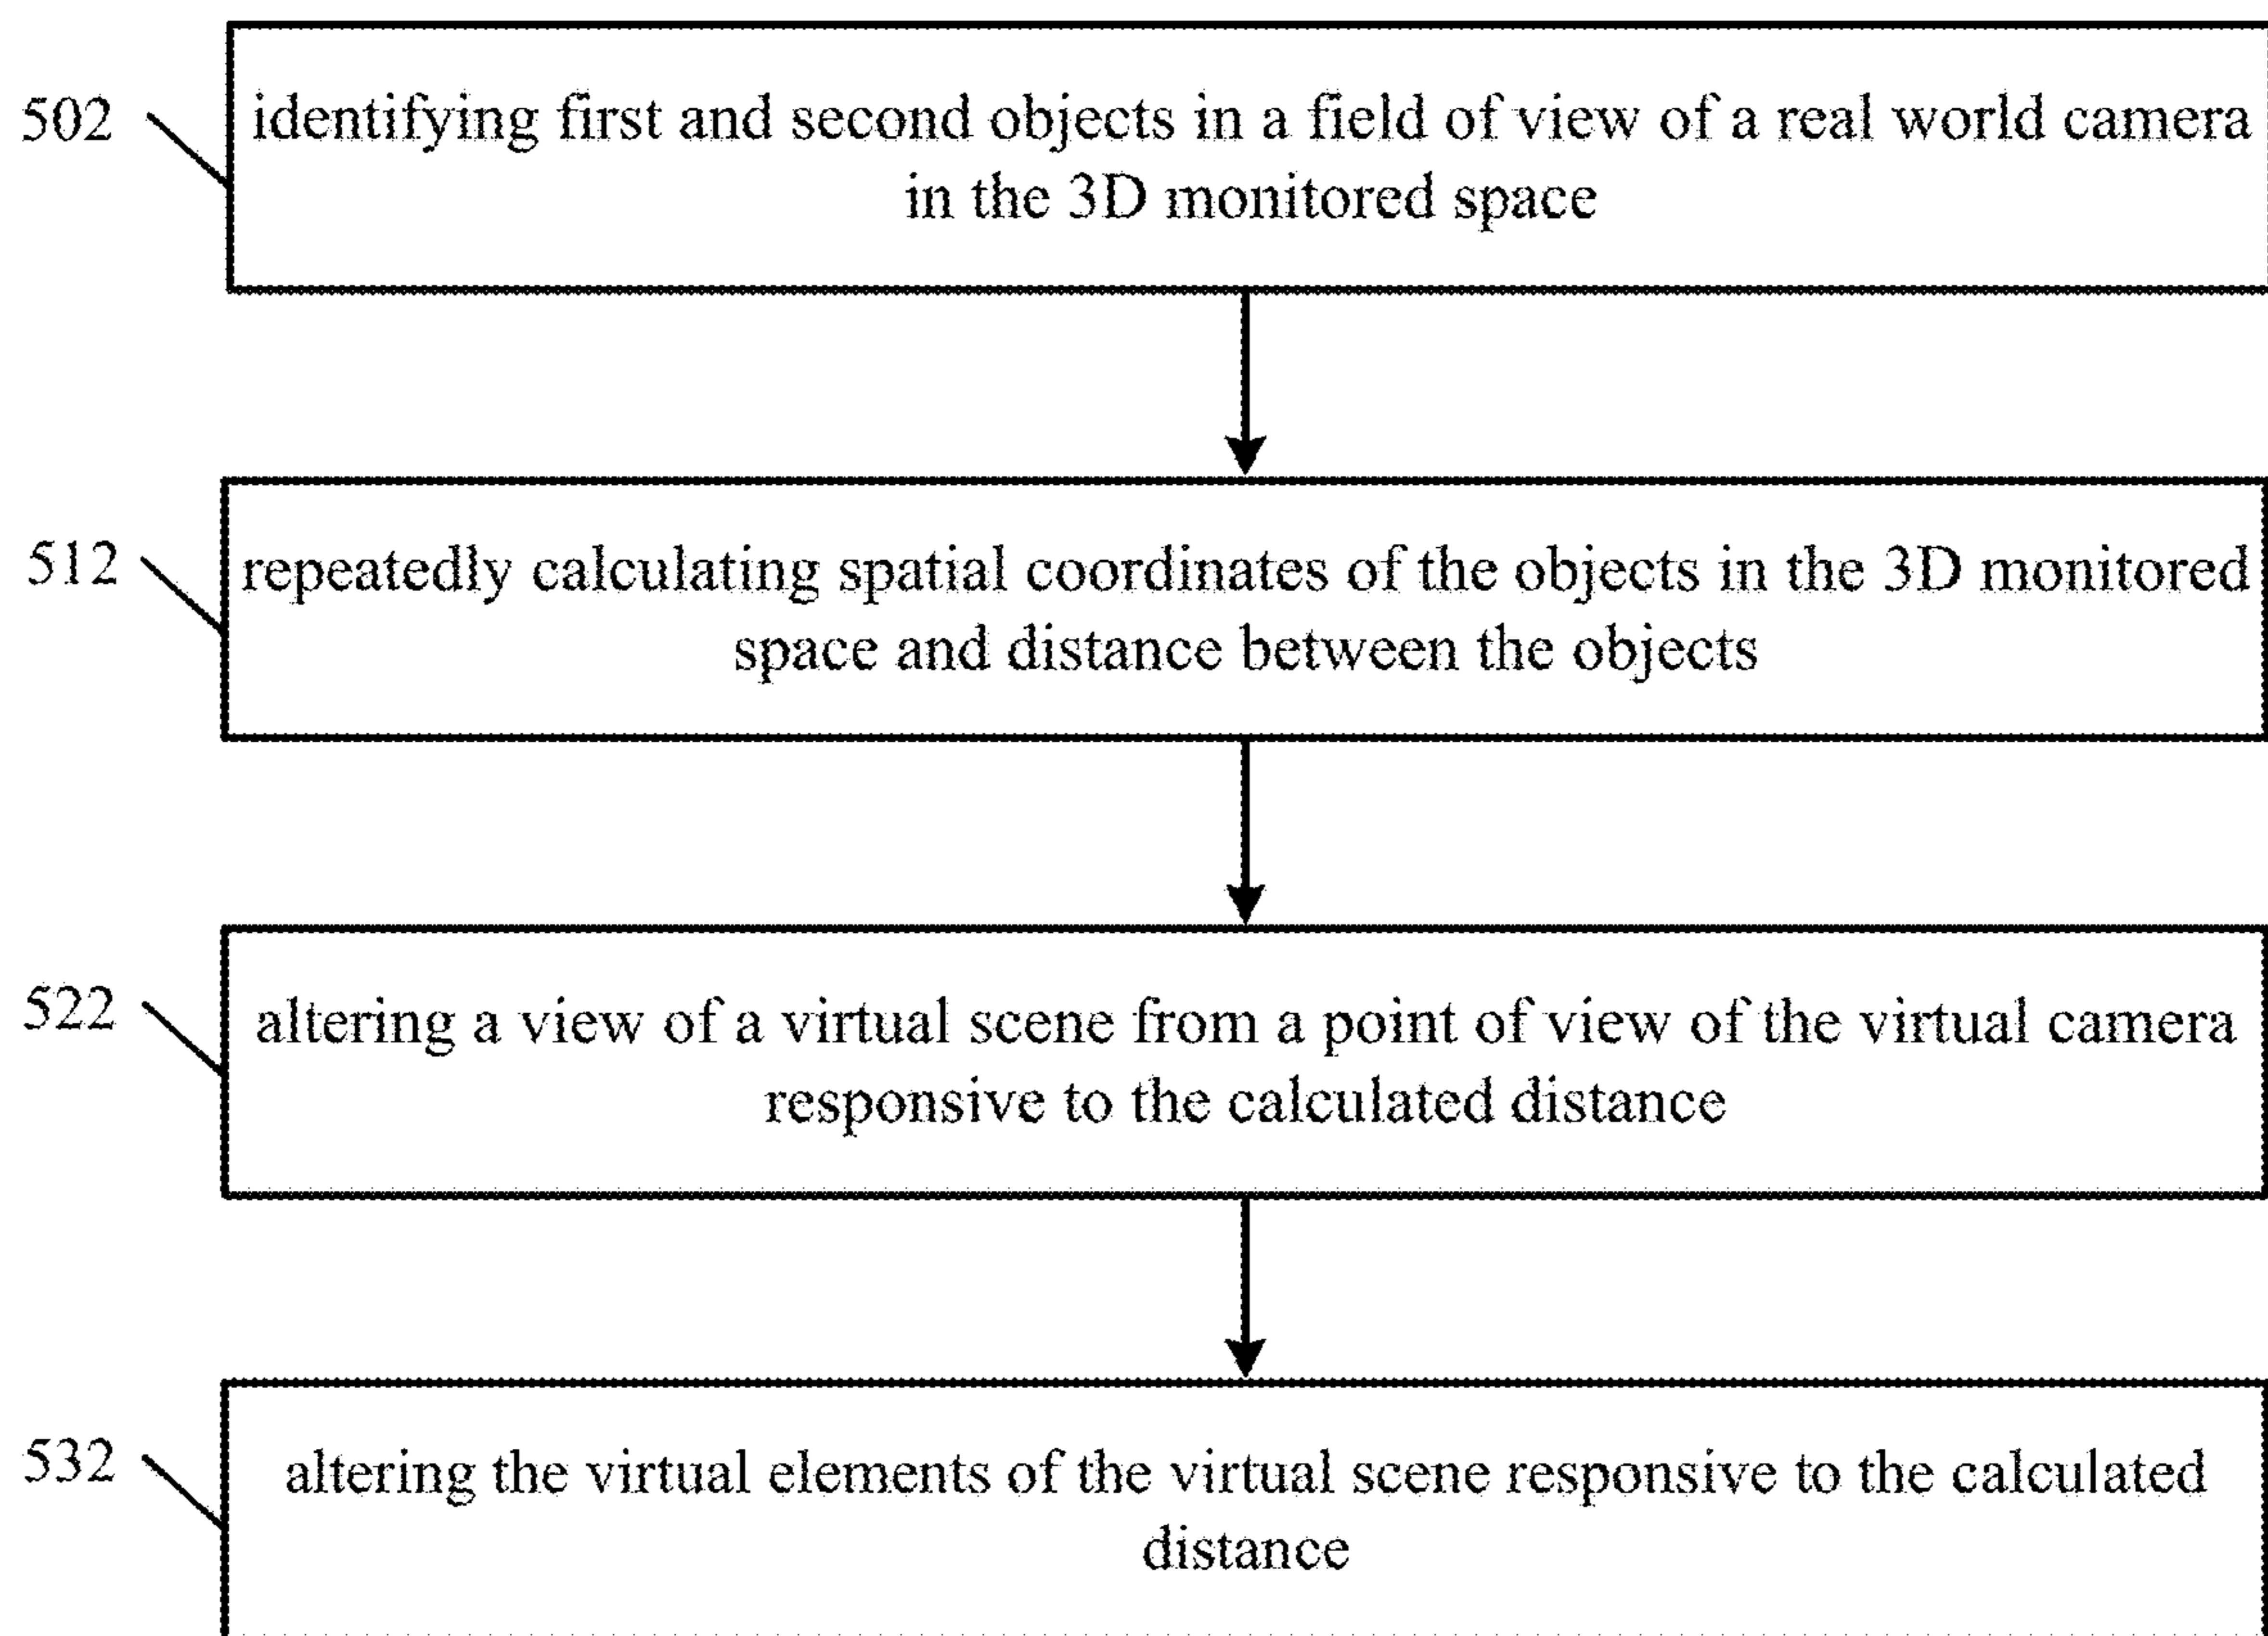 502
identifying first and second objects in a field of view of a real world camera
in the 3D monitored space
512
repeatedly calculating spatial coordinates of the objects in the 3D monitored
space and distance between the objects
522
altering a view of a virtual scene from a point of view of the virtual camera
responsive to the calculated distance
532
altering the virtual elements of the virtual scene responsive to the calculated
distance